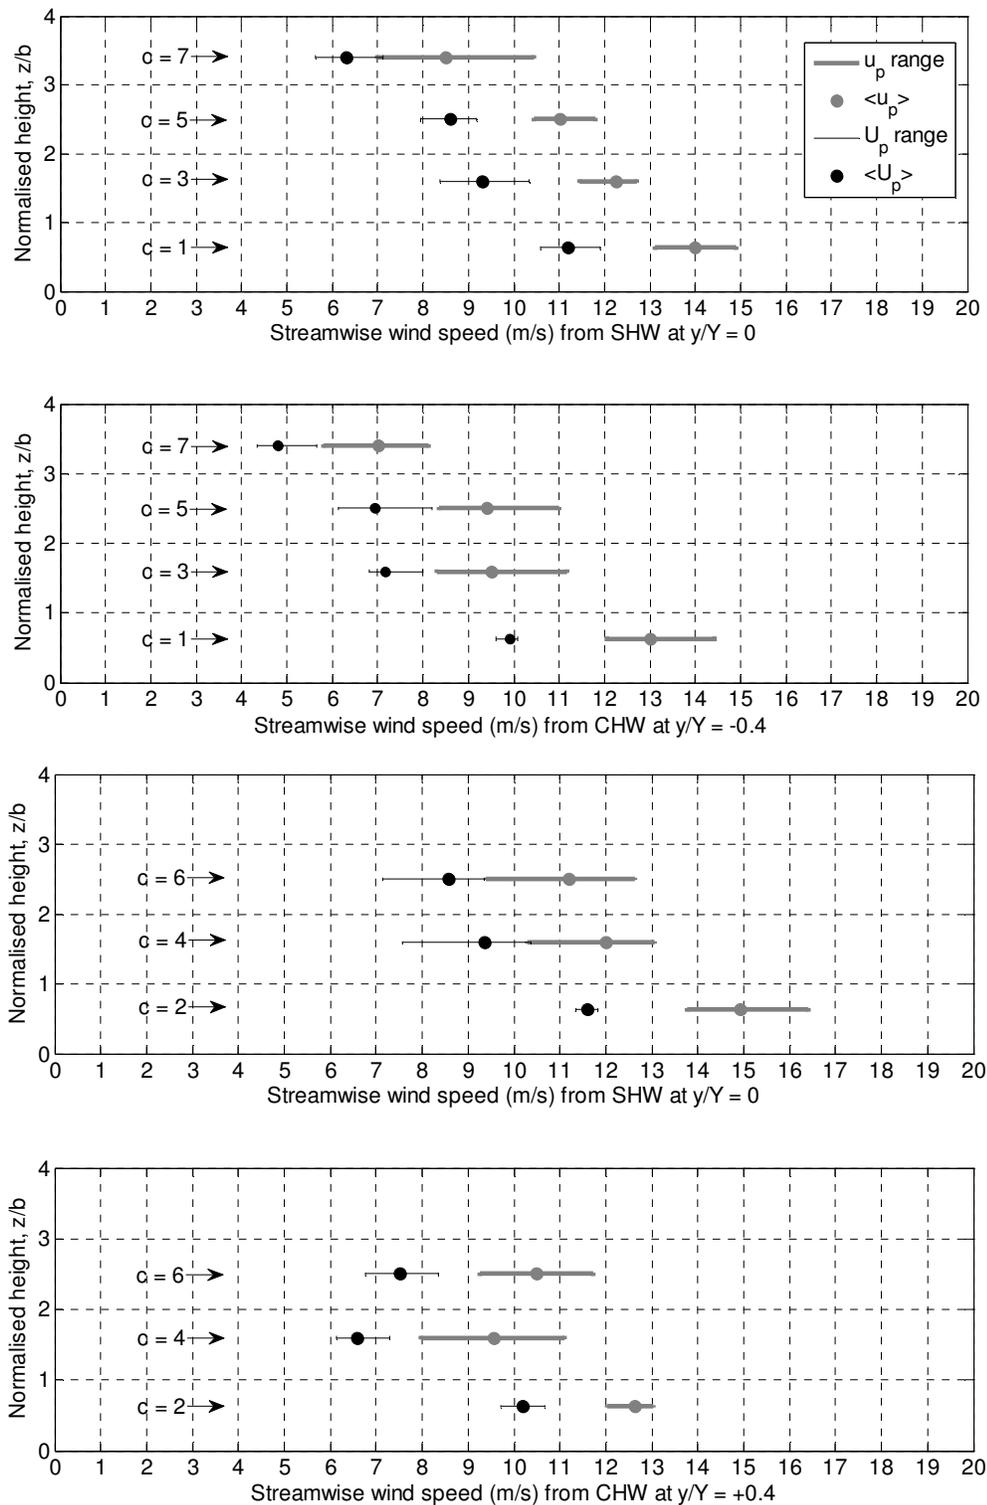 4
c = 7
u_p range
3
<u_p>
c = 5
U_p range
2
<U_p>
c = 3
1
c = 1
0
Normalised height, z/b
0 1 2 3 4 5 6 7 8 9 10 11 12 13 14 15 16 17 18 19 20
Streamwise wind speed (m/s) from SHW at y/Y = 0
4
c = 7
3
c = 5
2
c = 3
1
c = 1
0
Normalised height, z/b
0 1 2 3 4 5 6 7 8 9 10 11 12 13 14 15 16 17 18 19 20
Streamwise wind speed (m/s) from CHW at y/Y = -0.4
4
3
c = 6
2
c = 4
1
c = 2
0
Normalised height, z/b
0 1 2 3 4 5 6 7 8 9 10 11 12 13 14 15 16 17 18 19 20
Streamwise wind speed (m/s) from SHW at y/Y = 0
4
3
c = 6
2
c = 4
1
c = 2
0
Normalised height, z/b
0 1 2 3 4 5 6 7 8 9 10 11 12 13 14 15 16 17 18 19 20
Streamwise wind speed (m/s) from CHW at y/Y = +0.4